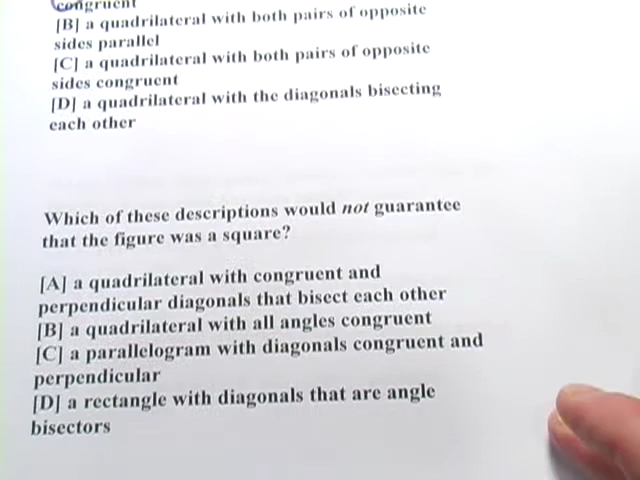 congruent
[B] a quadrilateral with both pairs of opposite
sides parallel
[C] a quadrilateral with both pairs of opposite
sides congruent
[D] a quadrilateral with the diagonals bisecting
each other
Which of these descriptions would not guarantee
that the figure was a square?
[A] a quadrilateral with congruent and
perpendicular diagonals that bisect each other
[B] a quadrilateral with all angles congruent
[C] a parallelogram with diagonals congruent and
perpendicular
[D] a rectangle with diagonals that are angle
bisectors